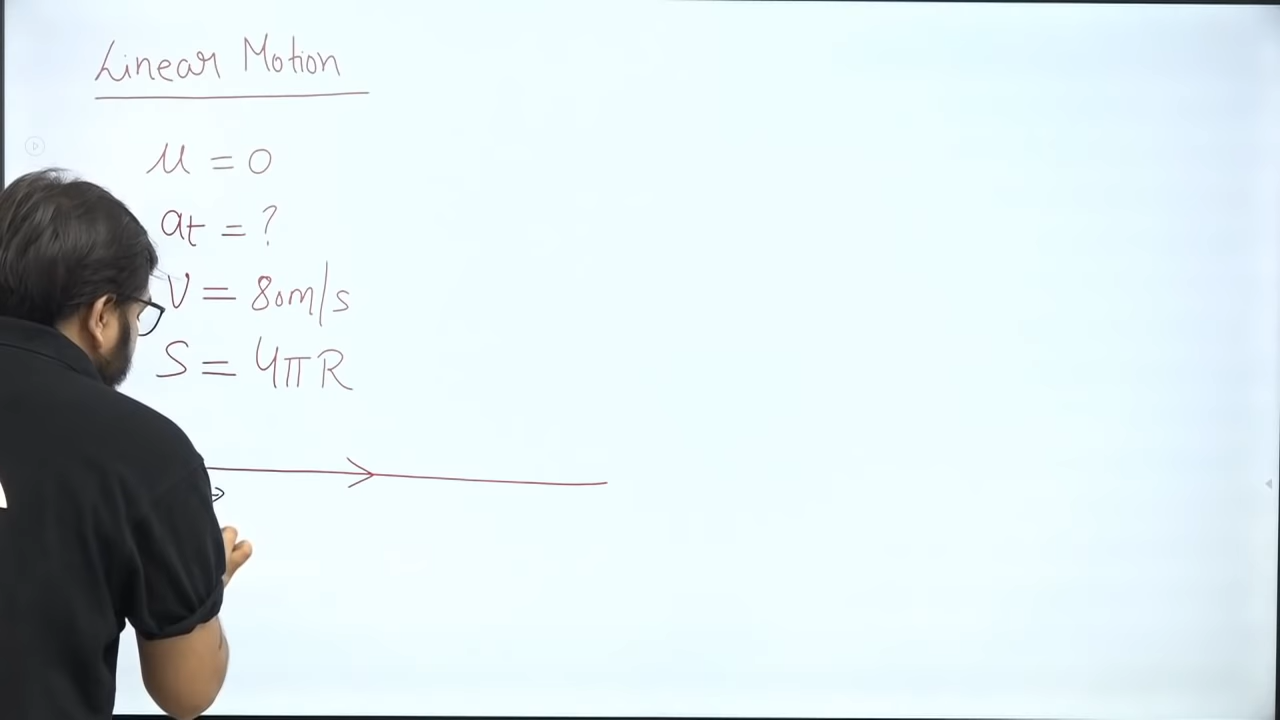 Linear Motion
u = 0
at = ?
V = 80m/s
S = 4πR